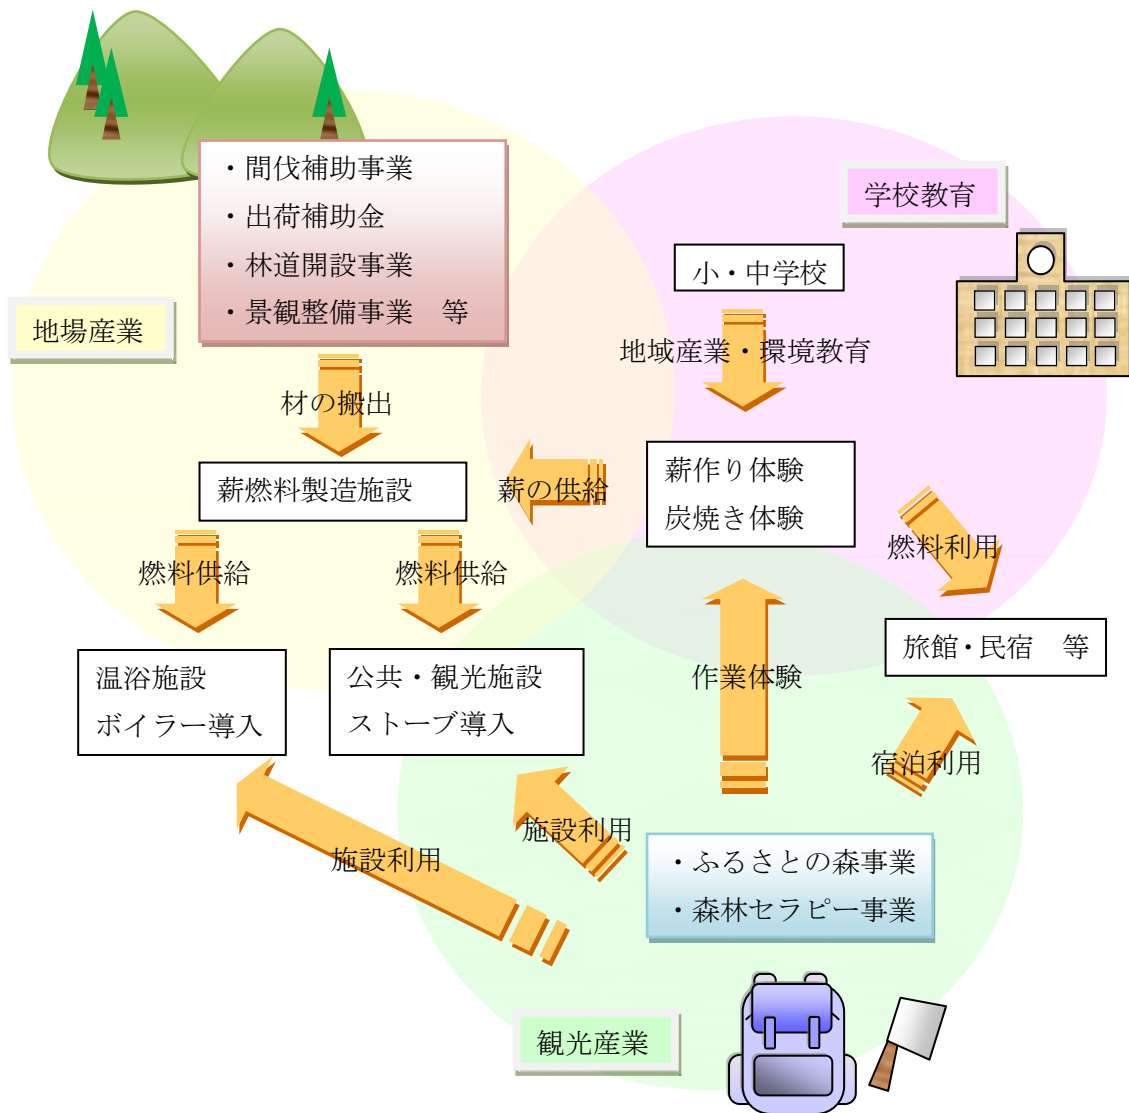 ・間伐補助事業
・出荷補助金
・林道開設事業
・景観整備事業　等
学校教育
小・中学校
地場産業
地域産業・環境教育
材の搬出
薪燃料製造施設
薪の供給
薪作り体験
炭焼き体験
燃料利用
燃料供給
燃料供給
旅館・民宿　等
温浴施設
ボイラー導入
公共・観光施設
ストーブ導入
作業体験
宿泊利用
施設利用
施設利用
・ふるさとの森事業
・森林セラピー事業
観光産業